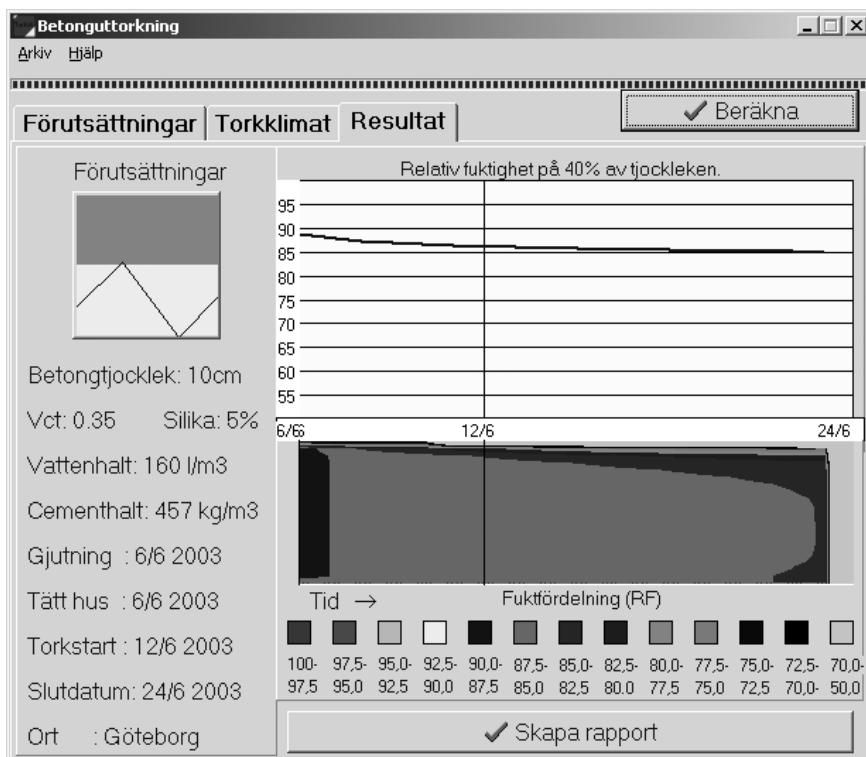 Betonguttorkning
Arkiv Hjälp
Förutsättningar Torkklimat Resultat Beräkna
Förutsättningar
Betongtjocklek: 10cm
Vct: 0.35 Silika: 5%
Vattenhalt: 160 l/m3
Cementhalt: 457 kg/m3
Gjutning : 6/6 2003
Tätt hus : 6/6 2003
Torkstart : 12/6 2003
Slutdatum: 24/6 2003
Ort : Göteborg
Relativ fuktighet på 40% av tjockleken.
95
90
85
80
75
70
65
60
55
6/6 12/6 24/6
Tid → Fuktfördelning (RF)
100- 97,5- 95,0- 92,5- 90,0- 87,5- 85,0- 82,5- 80,0- 77,5- 75,0- 72,5- 70,0-
97,5 95,0 92,5 90,0 87,5 85,0 82,5 80.0 77,5 75,0 72,5 70,0- 50,0
Skapa rapport